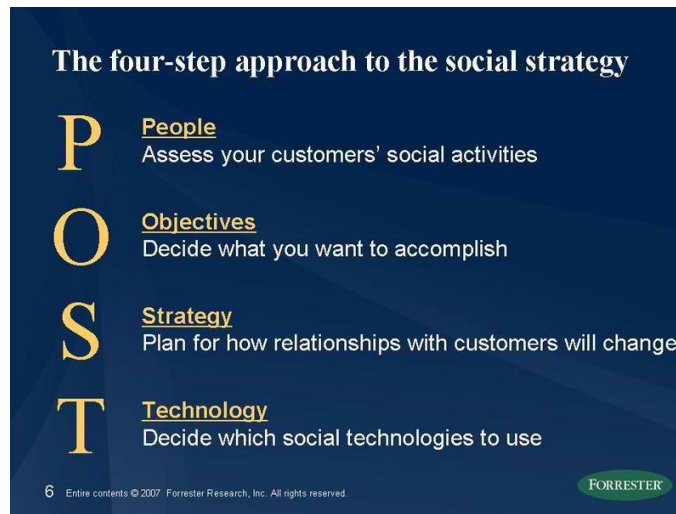 The four-step approach to the social strategy
P
People
Assess your customers' social activities
O
Objectives
Decide what you want to accomplish
S
Strategy
Plan for how relationships with customers will change
T
Technology
Decide which social technologies to use
6 Entire contents © 2007 Forrester Research, Inc. All rights reserved.
FORRESTER®